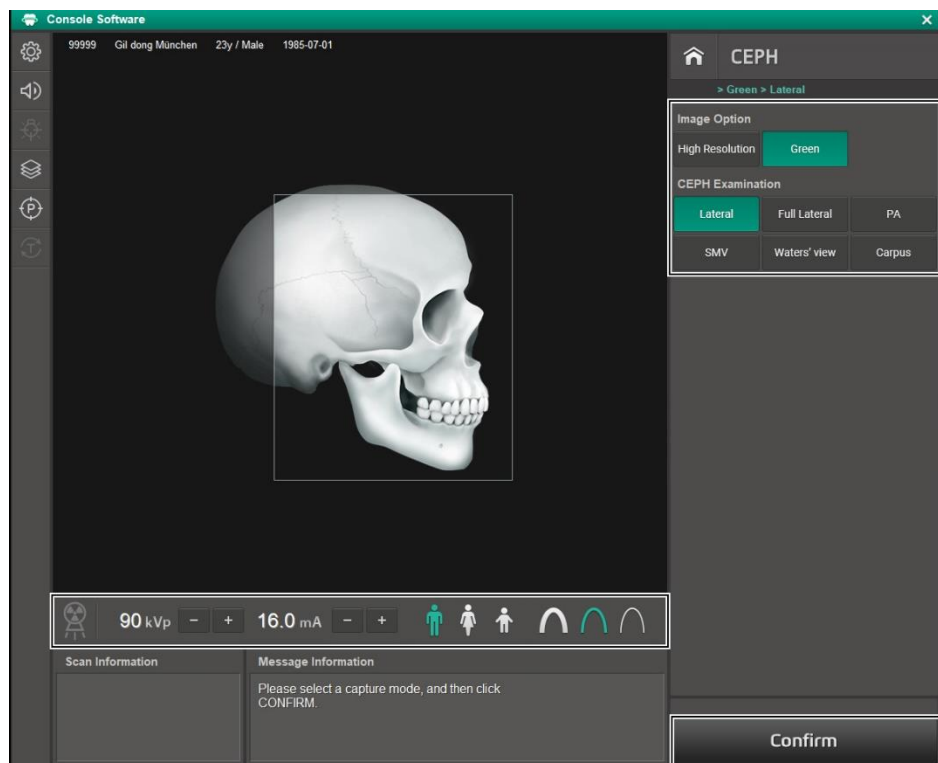 Console Software
99999 Gil dong München 23y / Male 1985-07-01
CEPH
> Green > Lateral
Image Option
High Resolution Green
CEPH Examination
Lateral Full Lateral PA
SMV Waters' view Carpus
90 kVp - + 16.0 mA - +
Scan Information
Message Information
Please select a capture mode, and then click
CONFIRM.
Confirm
P
T